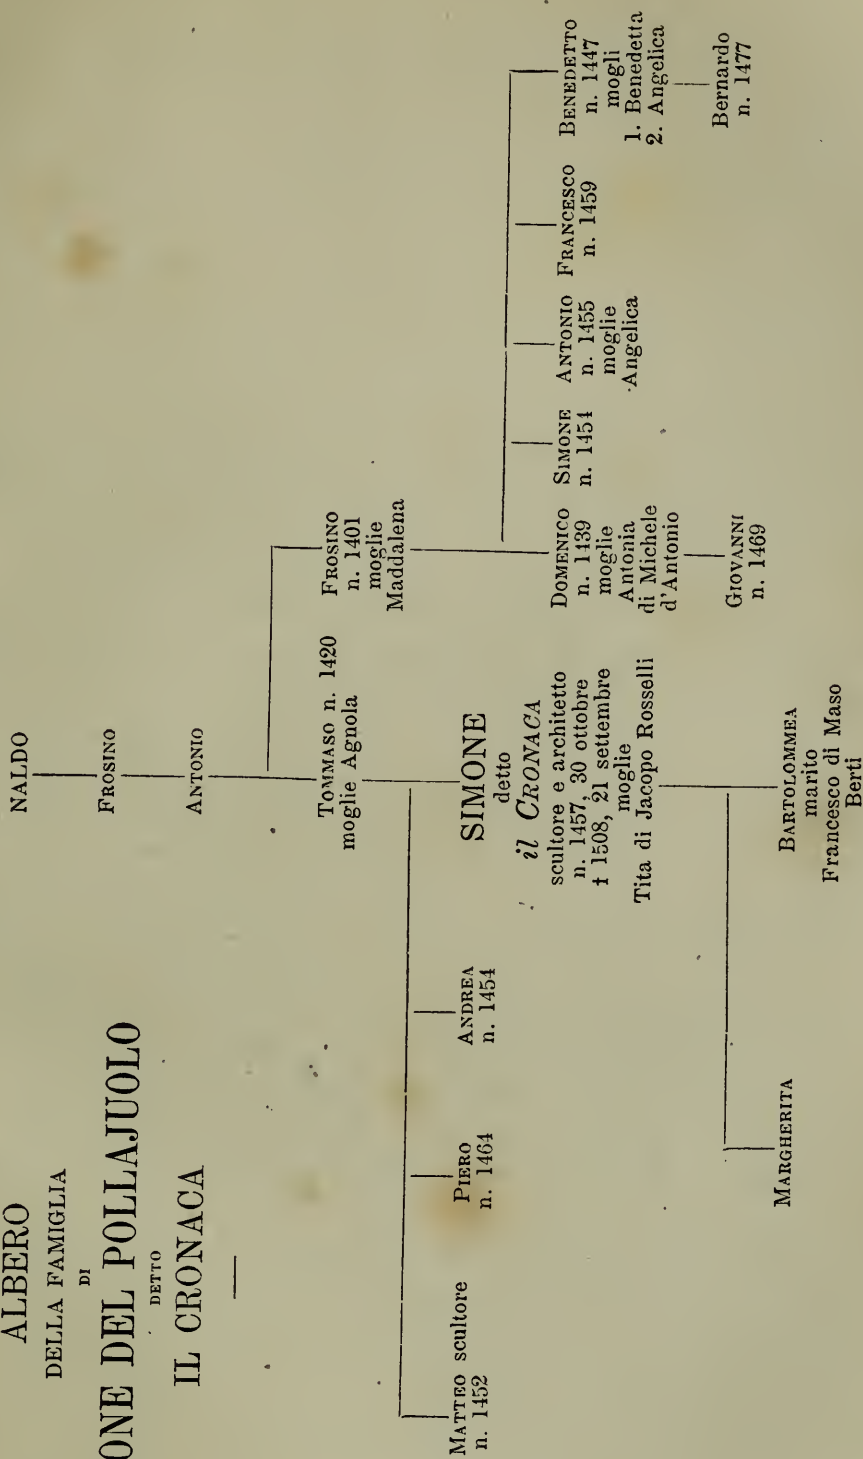 ALBERO
DELLA FAMIGLIA
DI
ONE DEL POLLAJUOLO
DETTO
IL CRONACA
NALDO
FROSINO
ANTONIO
TOMMASO n. 1420
moglie Agnola
FROSINO
n. 1401
moglie
Maddalena
MATTEO scultore
n. 1452
PIERO
n. 1464
ANDREA
n. 1454
SIMONE
detto
il CRONACA
scultore e architetto
n. 1457, 30 ottobre
† 1508, 21 settembre
moglie
Tita di Jacopo Rosselli
DOMENICO
n. 1439
moglie
Antonia
di Michele
d'Antonio
SIMONE
n. 1454
ANTONIO
n. 1455
moglie
Angelica
FRANCESCO
n. 1459
BENEDETTO
n. 1447
mogli
1. Benedetta
2. Angelica
MARGHERITA
BARTOLOMMEA
marito
Francesco di Maso
Berti
GIOVANNI
n. 1469
Bernardo
n. 1477